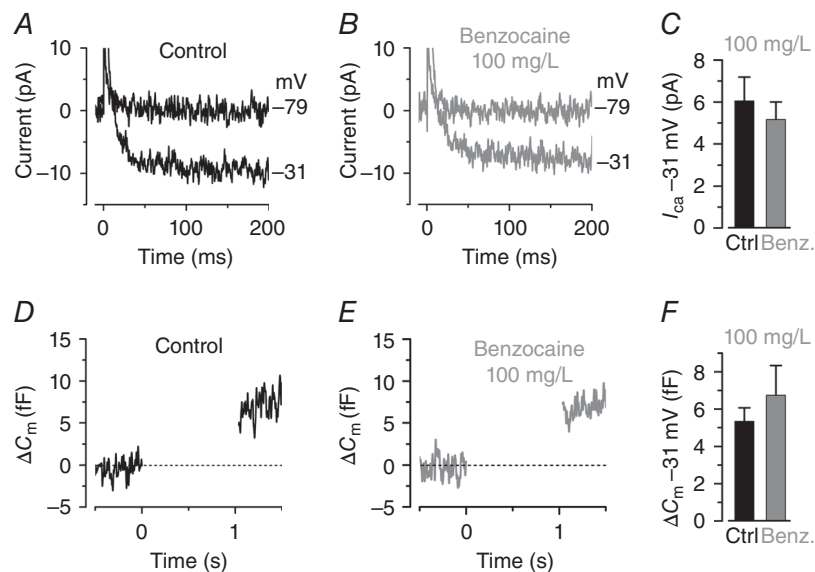 A
Control
10
0
−10
Current (pA)
mV
−79
−31
0 100 200
Time (ms)
B
Benzocaine
100 mg/L
10
0
−10
Current (pA)
mV
−79
−31
0 100 200
Time (ms)
C
100 mg/L
8
6
4
2
0
Ica −31 mV (pA)
Ctrl Benz.
D
Control
15
10
5
0
−5
ΔCm (fF)
0 1
Time (s)
E
Benzocaine
100 mg/L
15
10
5
0
−5
ΔCm (fF)
0 1
Time (s)
F
100 mg/L
8
6
4
2
0
ΔCm −31 mV (fF)
Ctrl Benz.